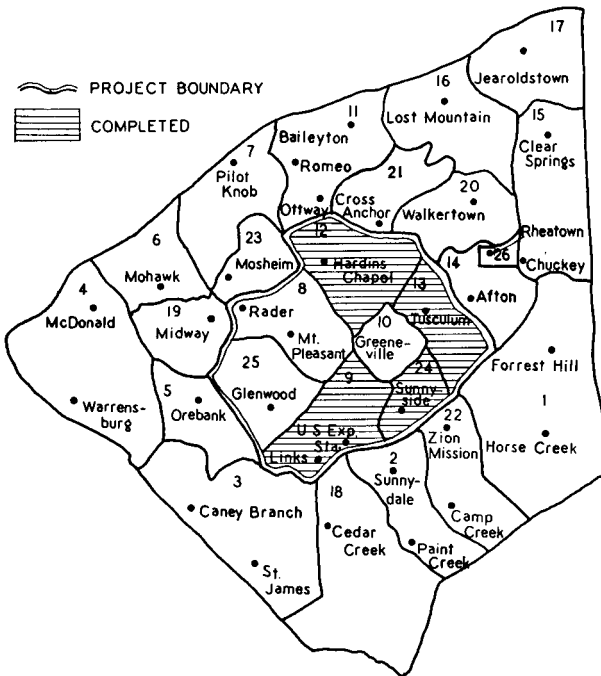 PROJECT BOUNDARY
COMPLETED
17
Jearoldstown
16
Lost Mountain
15
Clear
Springs
11
Baileyton
Romeo
Ottway
7
Pilot
Knob
21
Cross
Anchor
20
Walkertown
Rheatown
26
Chuckey
14
Afton
12
Hardins
Chapel
13
Tusculum
23
Mosheim
6
Mohawk
4
McDonald
19
Midway
8
Rader
Mt.
Pleasant
10
Greene-
ville
24
Sunny-
side
9
U S Exp.
Sta.
Links
25
Glenwood
5
Orebank
Warrens-
burg
Forrest Hill
1
Horse Creek
22
Zion
Mission
Camp
Creek
2
Sunny-
dale
Paint
Creek
3
Caney Branch
St.
James
18
Cedar
Creek